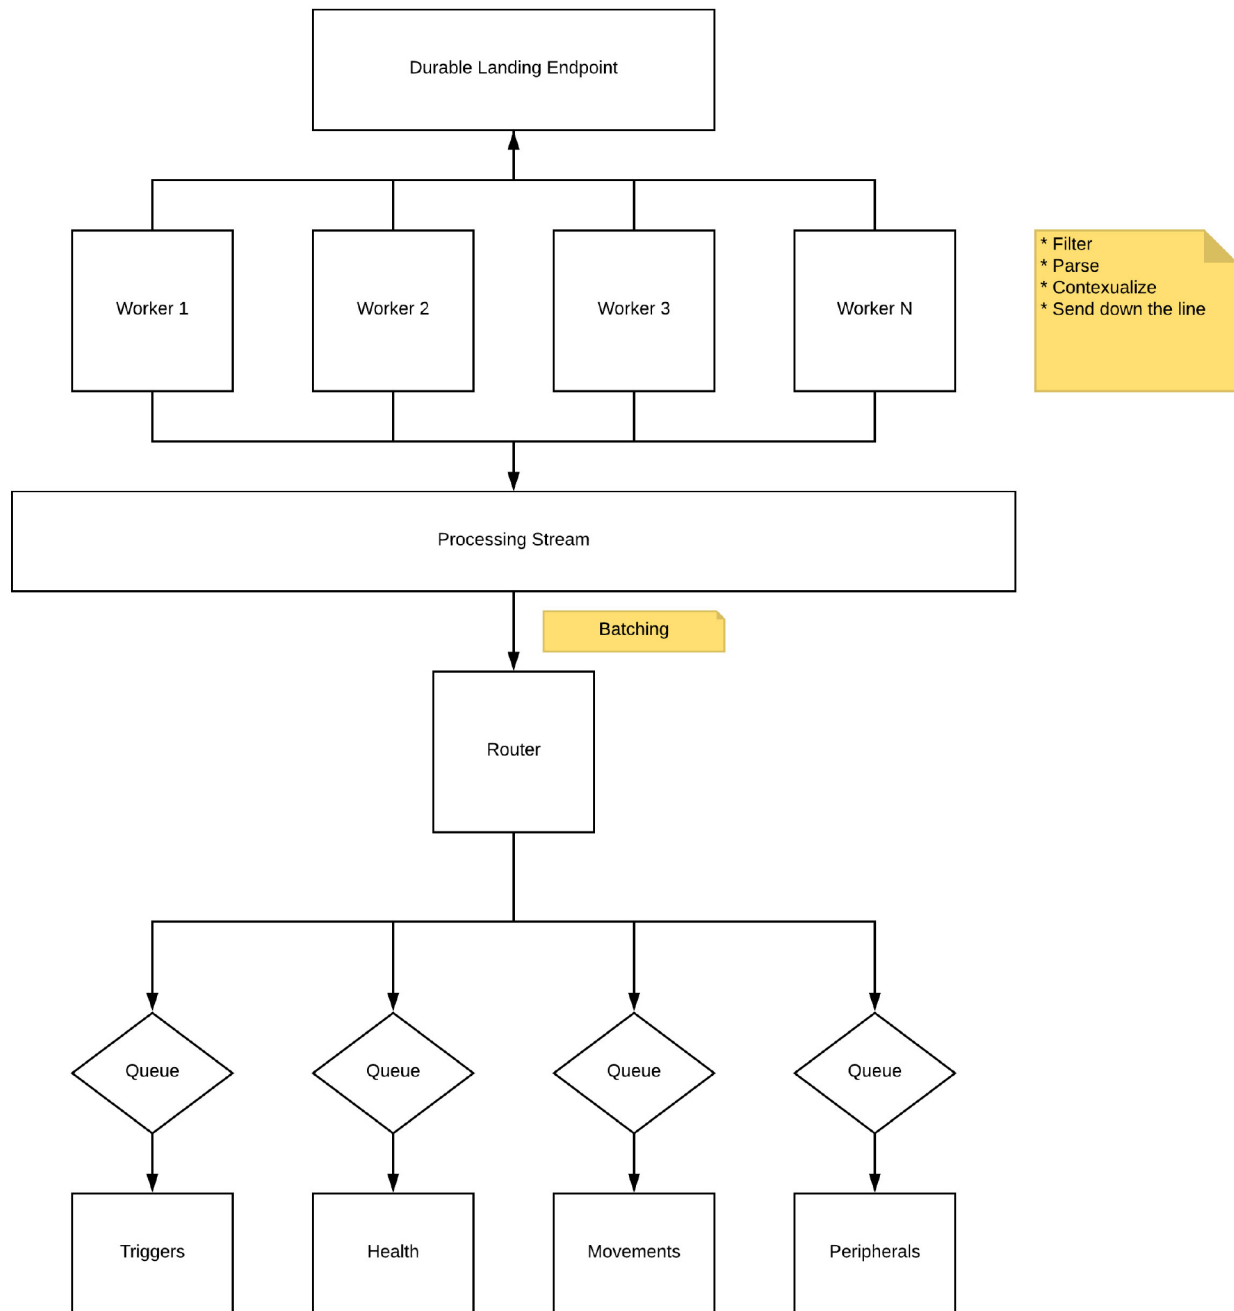 Durable Landing Endpoint
Worker 1
Worker 2
Worker 3
Worker N
* Filter
* Parse
* Contexualize
* Send down the line
Processing Stream
Batching
Router
Queue
Queue
Queue
Queue
Triggers
Health
Movements
Peripherals